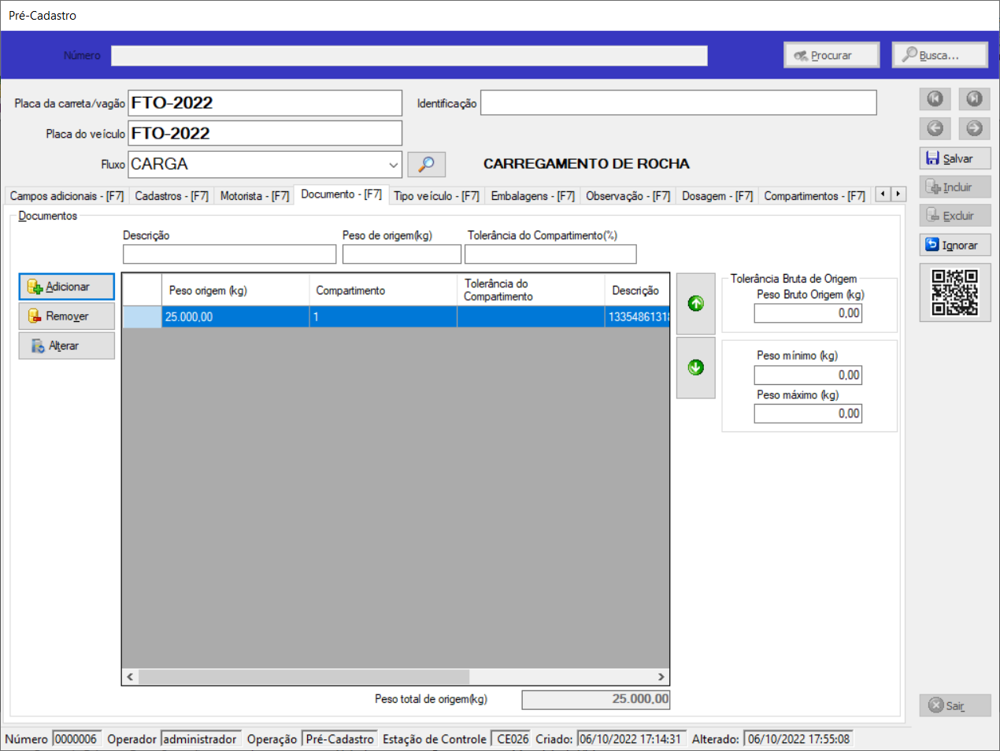 Pré-Cadastro
Número
Procurar
Busca...
Placa da carreta/vagão FTO-2022 Identificação
Placa do veículo FTO-2022
Fluxo CARGA CARREGAMENTO DE ROCHA
Salvar
Incluir
Excluir
Ignorar
Campos adicionais - [F7] Cadastros - [F7] Motorista - [F7] Documento - [F7] Tipo veículo - [F7] Embalagens - [F7] Observação - [F7] Dosagem - [F7] Compartimentos - [F7]
Documentos
Descrição Peso de origem(kg) Tolerância do Compartimento(%)
Adicionar
Remover
Alterar
Peso origem (kg) Compartimento Tolerância do Compartimento Descrição
25.000,00 1 1335486131
Tolerância Bruta de Origem
Peso Bruto Origem (kg)
0,00
Peso mínimo (kg)
0,00
Peso máximo (kg)
0,00
Peso total de origem(kg) 25.000,00
Sair
Número 0000006 Operador administrador Operação Pré-Cadastro Estação de Controle CE026 Criado: 06/10/2022 17:14:31 Alterado: 06/10/2022 17:55:08